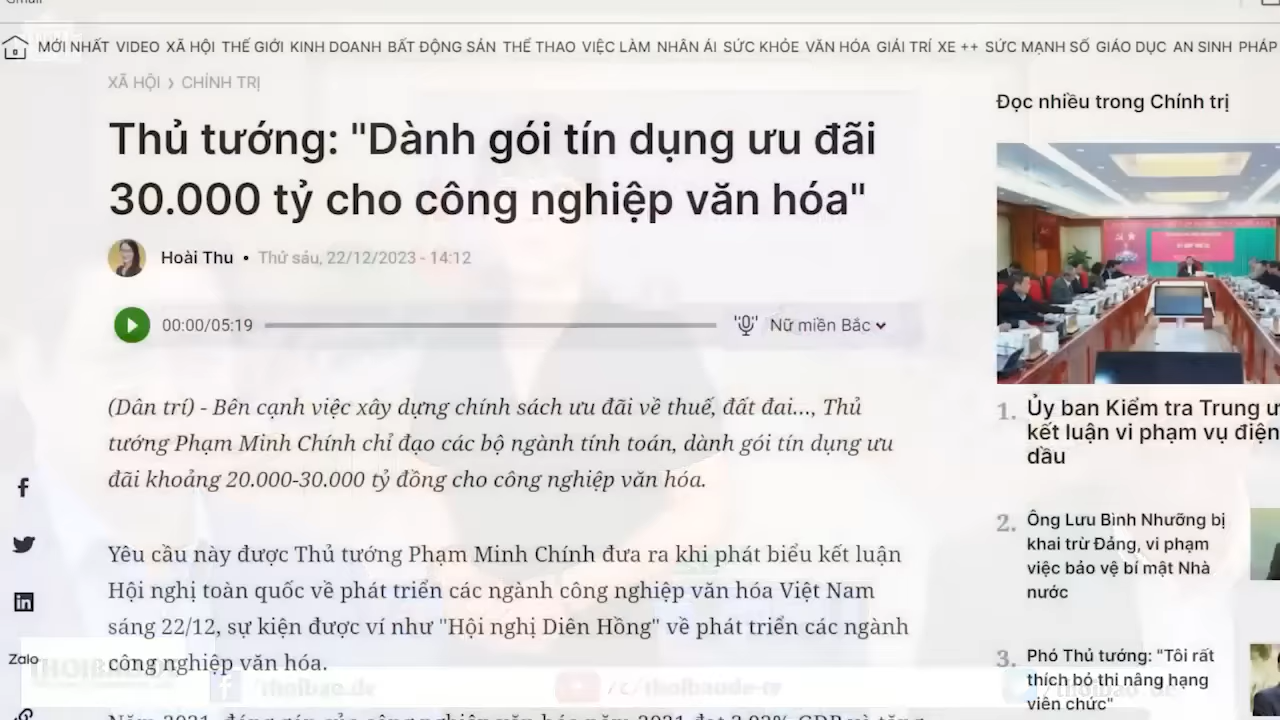 MỚI NHẤT VIDEO XÃ HỘI THẾ GIỚI KINH DOANH BẤT ĐỘNG SẢN THỂ THAO VIỆC LÀM NHÂN ÁI SỨC KHỎE VĂN HÓA GIẢI TRÍ XE ++ SỨC MẠNH SỐ GIÁO DỤC AN SINH PHÁP
XÃ HỘI › CHÍNH TRỊ
Thủ tướng: "Dành gói tín dụng ưu đãi
30.000 tỷ cho công nghiệp văn hóa"
Hoài Thu • Thứ sáu, 22/12/2023 - 14:12
00:00/05:19
Nữ miền Bắc
(Dân trí) - Bên cạnh việc xây dựng chính sách ưu đãi về thuế, đất đai..., Thủ
tướng Phạm Minh Chính chỉ đạo các bộ ngành tính toán, dành gói tín dụng ưu
đãi khoảng 20.000-30.000 tỷ đồng cho công nghiệp văn hóa.
Yêu cầu này được Thủ tướng Phạm Minh Chính đưa ra khi phát biểu kết luận
Hội nghị toàn quốc về phát triển các ngành công nghiệp văn hóa Việt Nam
sáng 22/12, sự kiện được ví như "Hội nghị Diên Hồng" về phát triển các ngành
công nghiệp văn hóa.
Zalo
THOIBAO.DE
thoibao.de
/c/thoibaode-tv
/thoibao_de
Đọc nhiều trong Chính trị
1. Ủy ban Kiểm tra Trung ư
kết luận vi phạm vụ điện
dầu
2. Ông Lưu Bình Nhưỡng bị
khai trừ Đảng, vi phạm
việc bảo vệ bí mật Nhà
nước
3. Phó Thủ tướng: "Tôi rất
thích bỏ thi nâng hạng
viên chức"